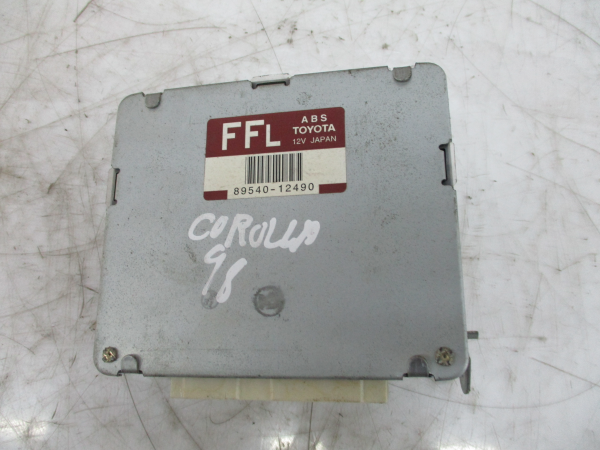 FFL
ABS
TOYOTA
12V JAPAN
89540-12490
COROLLA
98